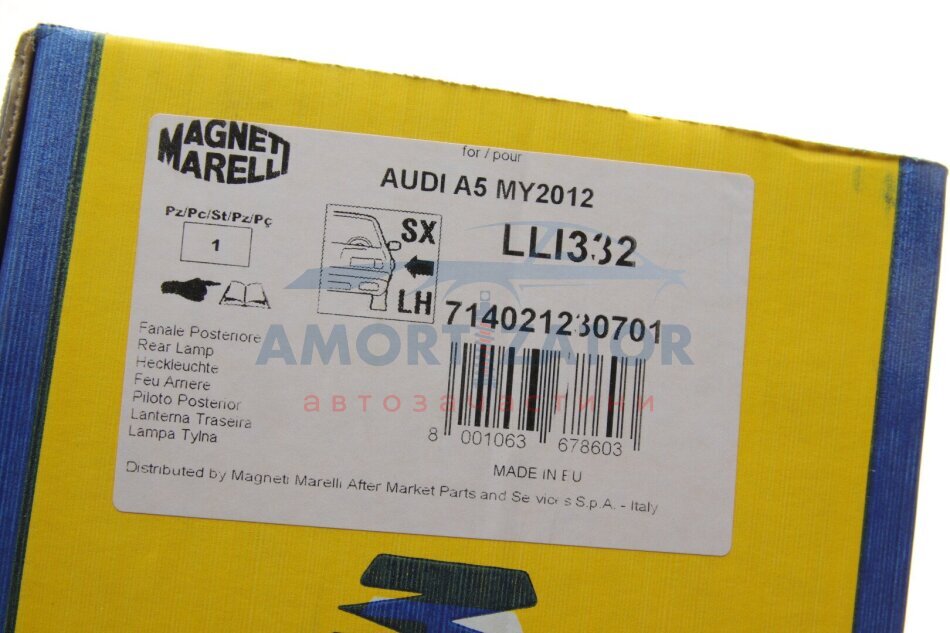 MAGNETI
MARELLI
for / pour
AUDI A5 MY2012
Pz/Pc/St/Pz/Pç
1
SX
LH
LLI332
714021230701
Fanale Posteriore
Rear Lamp
Heckleuchte
Feu Arriere
Piloto Posterior
Lanterna Traseira
Lampa Tylna
8 001063 678603
MADE IN EU
Distributed by Magneti Marelli After Market Parts and Services S.p.A. - Italy
AMORTIZATOR
автозапчастини